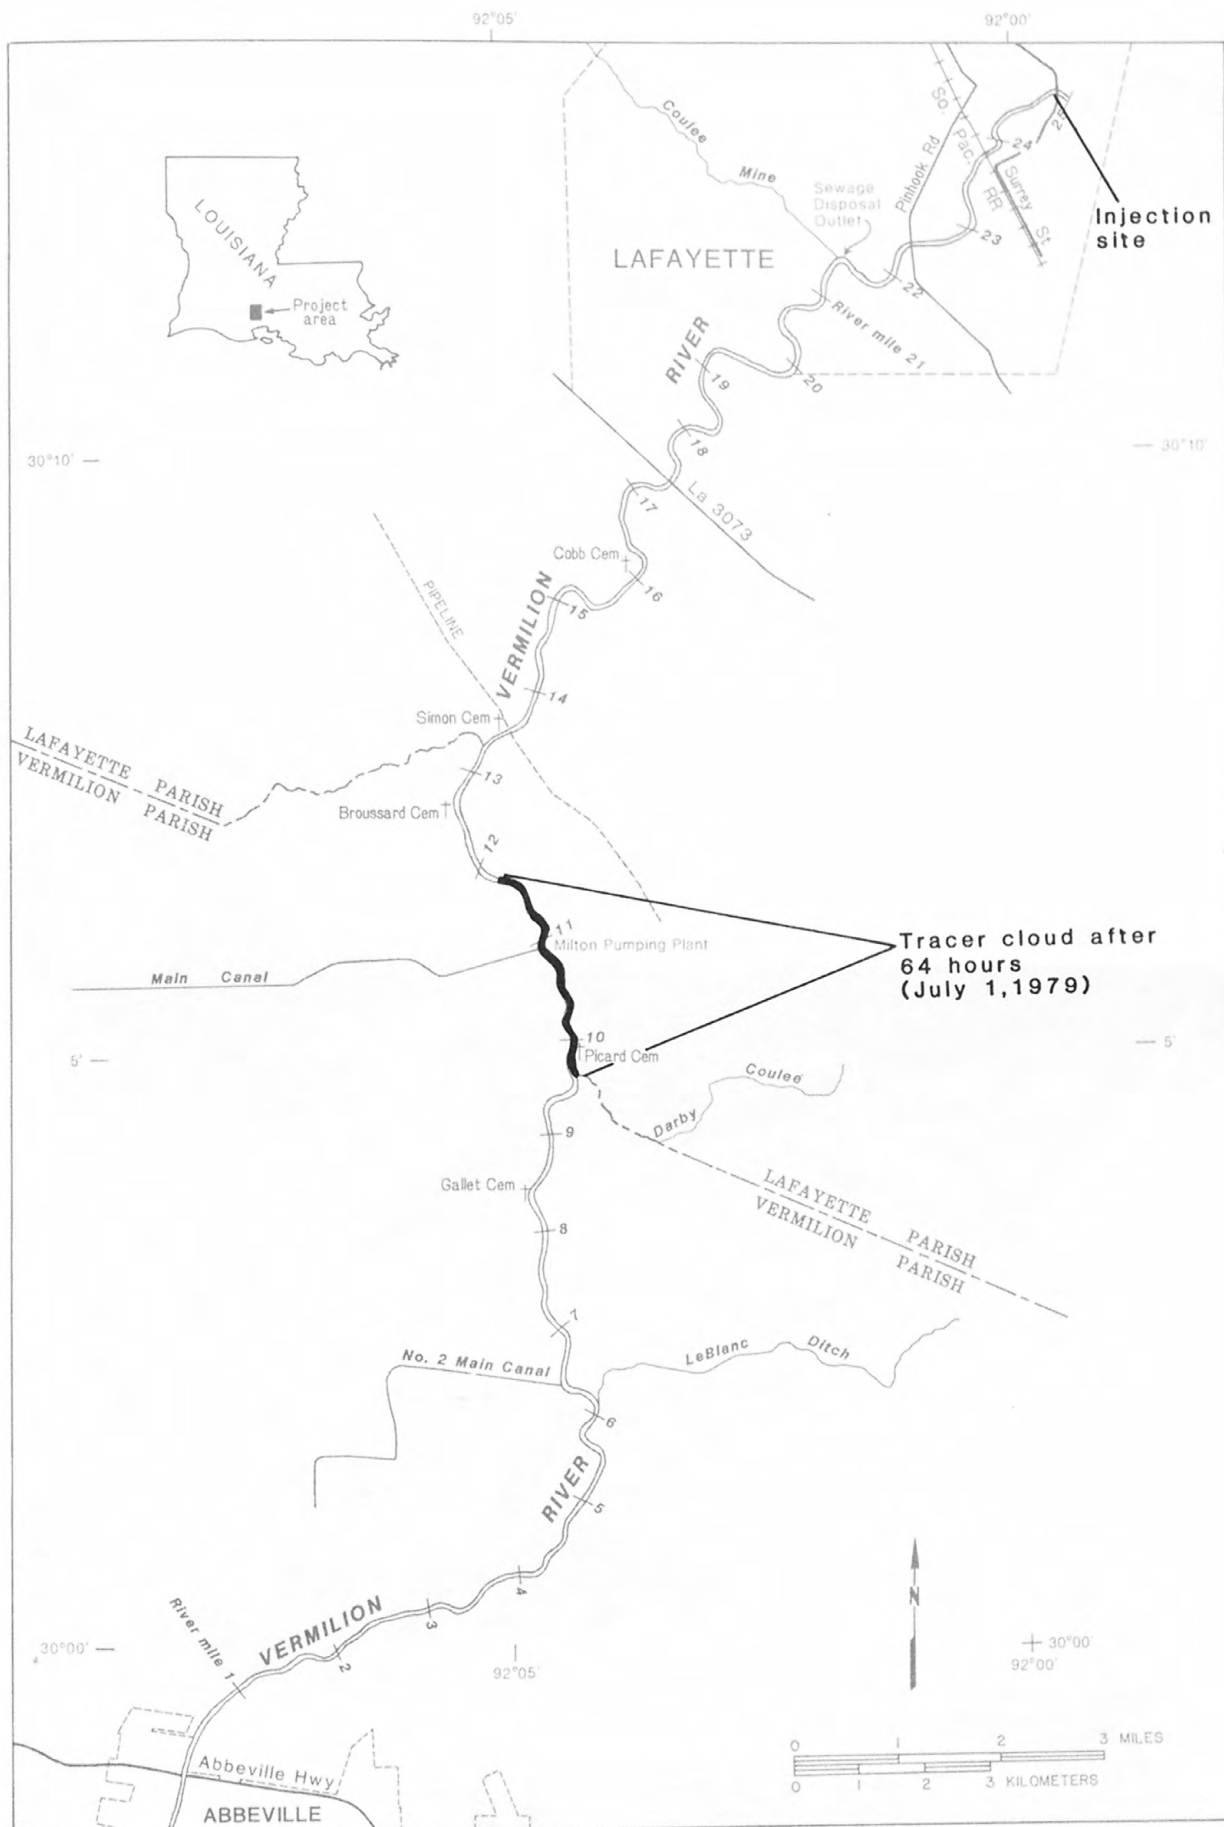 92°05'
92°00'
So.
Pac.
RR
Pinhook Rd
Surrey St
25
24
Injection
site
Coulee
Mine
Sewage
Disposal
Outlet
LOUISIANA
Project
area
LAFAYETTE
23
22
River mile 21
20
RIVER
19
18
30°10'
30°10'
17
La 3073
Cobb Cem
16
15
PIPELINE
VERMILION
14
Simon Cem
LAFAYETTE PARISH
VERMILION PARISH
13
Broussard Cem
12
11
Milton Pumping Plant
Tracer cloud after
64 hours
(July 1,1979)
Main Canal
10
Picard Cem
5'
5'
Coulee
Darby
9
Gallet Cem
LAFAYETTE PARISH
VERMILION PARISH
8
7
No. 2 Main Canal
LeBlanc Ditch
6
RIVER
5
4
N
VERMILION
3
River mile 1
2
30°00'
92°05'
30°00'
92°00'
0 1 2 3 MILES
0 1 2 3 KILOMETERS
Abbeville Hwy
ABBEVILLE